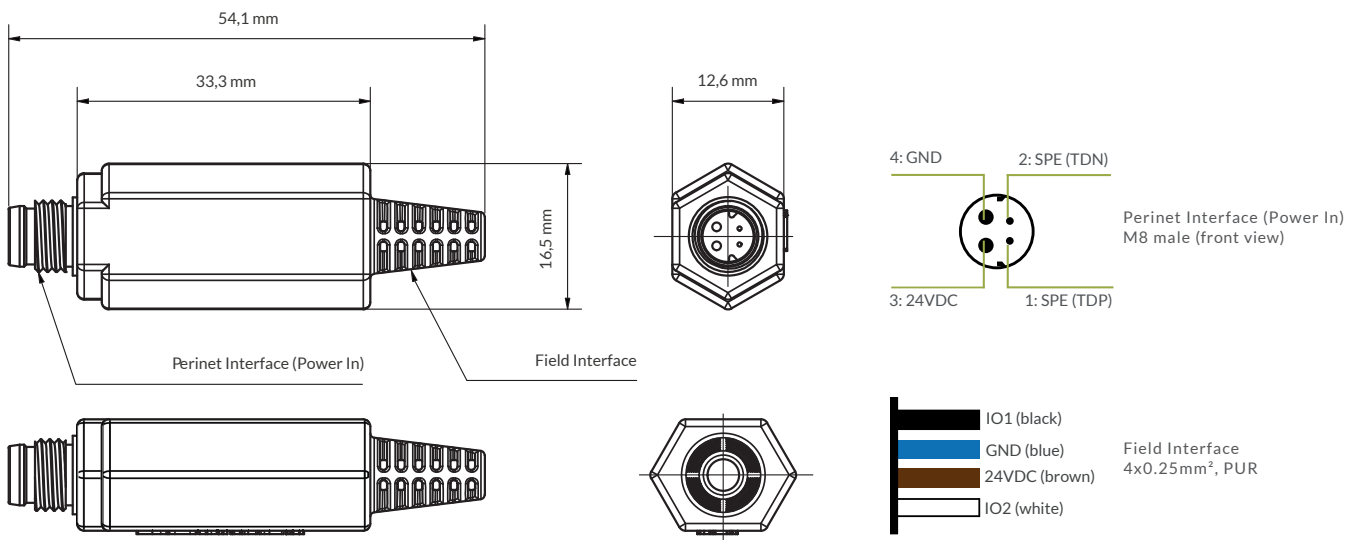 54,1 mm
33,3 mm
12,6 mm
16,5 mm
4: GND
2: SPE (TDN)
Perinet Interface (Power In)
M8 male (front view)
3: 24VDC
1: SPE (TDP)
Perinet Interface (Power In)
Field Interface
IO1 (black)
GND (blue)
24VDC (brown)
IO2 (white)
Field Interface
4x0.25mm², PUR